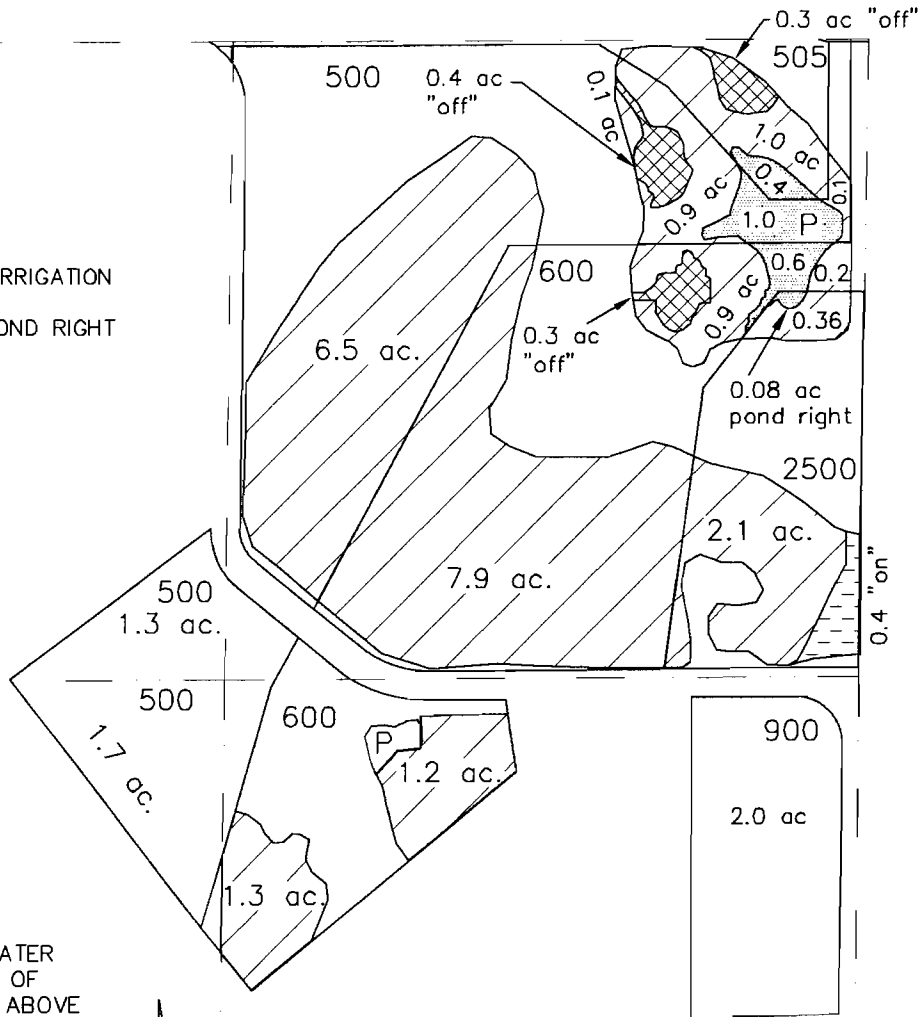 0.3 ac "off"
500
0.4 ac
"off"
505
0.1 ac
1.0 ac
0.4
0.1
0.9 ac
1.0
P
RRIGATION
OND RIGHT
600
0.6
0.2
6.5 ac.
0.3 ac
"off"
0.9 ac
0.36
0.08 ac
pond right
2500
2.1 ac.
7.9 ac.
0.4 "on"
500
1.3 ac.
500
1.7 ac.
600
P
1.2 ac.
900
2.0 ac
1.3 ac.
ATER
OF
ABOVE